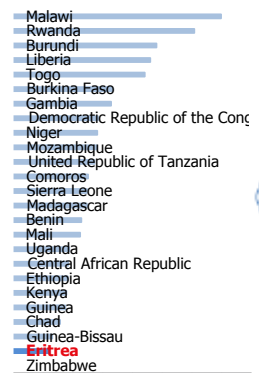 Malawi
Rwanda
Burundi
Liberia
Togo
Burkina Faso
Gambia
Democratic Republic of the Cong
Niger
Mozambique
United Republic of Tanzania
Comoros
Sierra Leone
Madagascar
Benin
Mali
Uganda
Central African Republic
Ethiopia
Kenya
Guinea
Chad
Guinea-Bissau
Eritrea
Zimbabwe